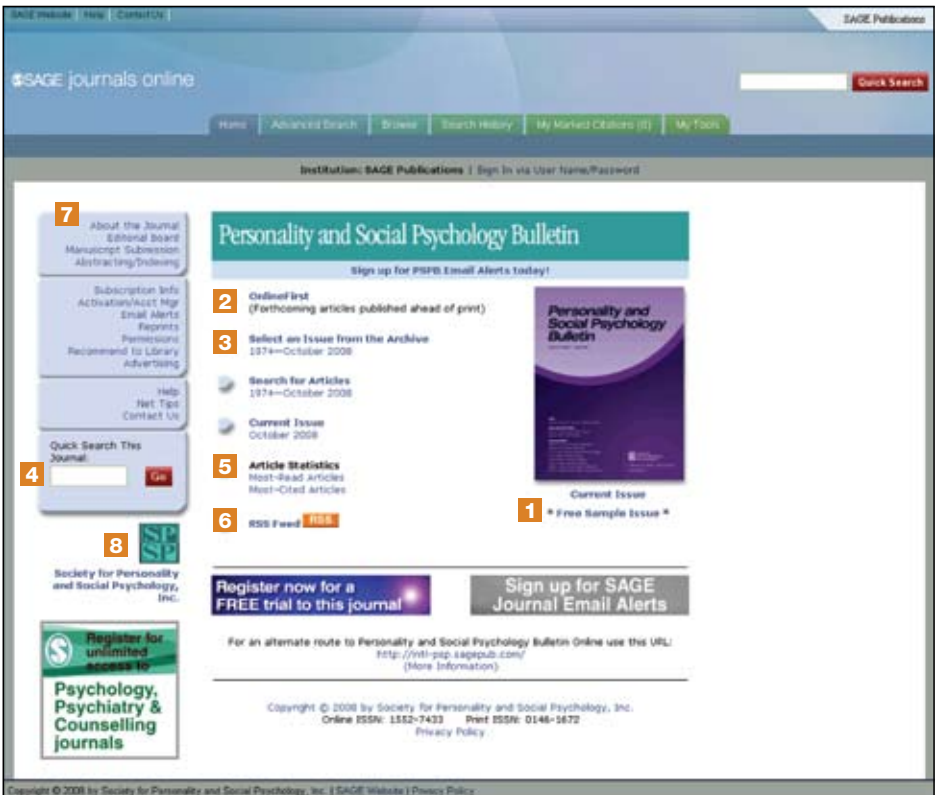 SAGE Website | Help | Contact Us
SAGE Publications
SAGE journals online
Quick Search
Home
Advanced Search
Browse
Search History
My Marked Citations (0)
My Tools
Institution: SAGE Publications | Sign In via User Name/Password
7
About the Journal
Editorial Board
Manuscript Submission
Abstracting/Indexing
Subscription Info
Activation/Acct Mgr
Email Alerts
Reprints
Permissions
Recommend to Library
Advertising
Help
Net Tips
Contact Us
Quick Search This
Journal:
4
Go
8
SP
SP
Society for Personality
and Social Psychology,
Inc.
Register for
unlimited
access to
Psychology,
Psychiatry &
Counselling
journals
Personality and Social Psychology Bulletin
Sign up for PSPB Email Alerts today!
2
OnlineFirst
(Forthcoming articles published ahead of print)
3
Select an Issue from the Archive
1974—October 2008
Search for Articles
1974—October 2008
Current Issue
October 2008
5
Article Statistics
Most-Read Articles
Most-Cited Articles
6
RSS Feed RSS
Personality and
Social Psychology
Bulletin
Current Issue
1
* Free Sample Issue *
Register now for a
FREE trial to this journal
Sign up for SAGE
Journal Email Alerts
For an alternate route to Personality and Social Psychology Bulletin Online use this URL:
http://intl-psp.sagepub.com/
(More Information)
Copyright © 2008 by Society for Personality and Social Psychology, Inc.
Online ISSN: 1552-7433 Print ISSN: 0146-1672
Privacy Policy
Copyright © 2008 by Society for Personality and Social Psychology, Inc. | SAGE Website | Privacy Policy